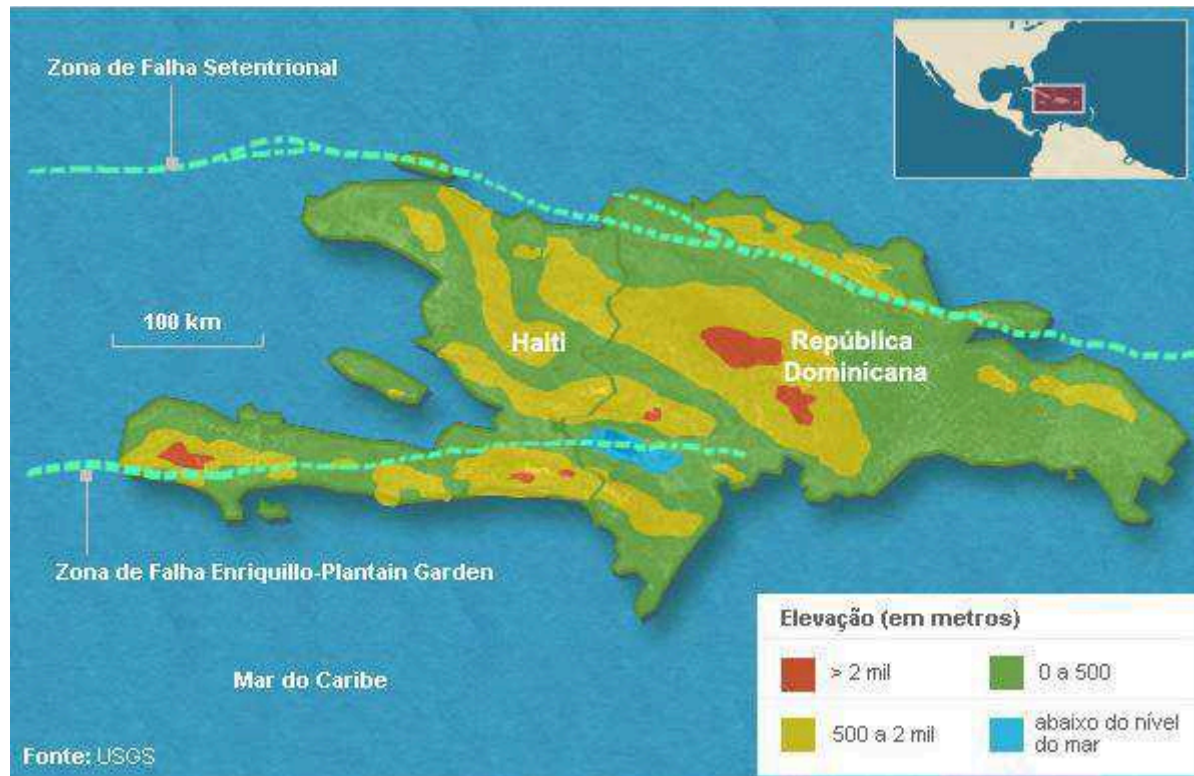 Zona de Falha Setentrional
100 km
Haiti
República
Dominicana
Zona de Falha Enriquillo-Plantain Garden
Mar do Caribe
Elevação (em metros)
> 2 mil
0 a 500
500 a 2 mil
abaixo do nível
do mar
Fonte: USGS